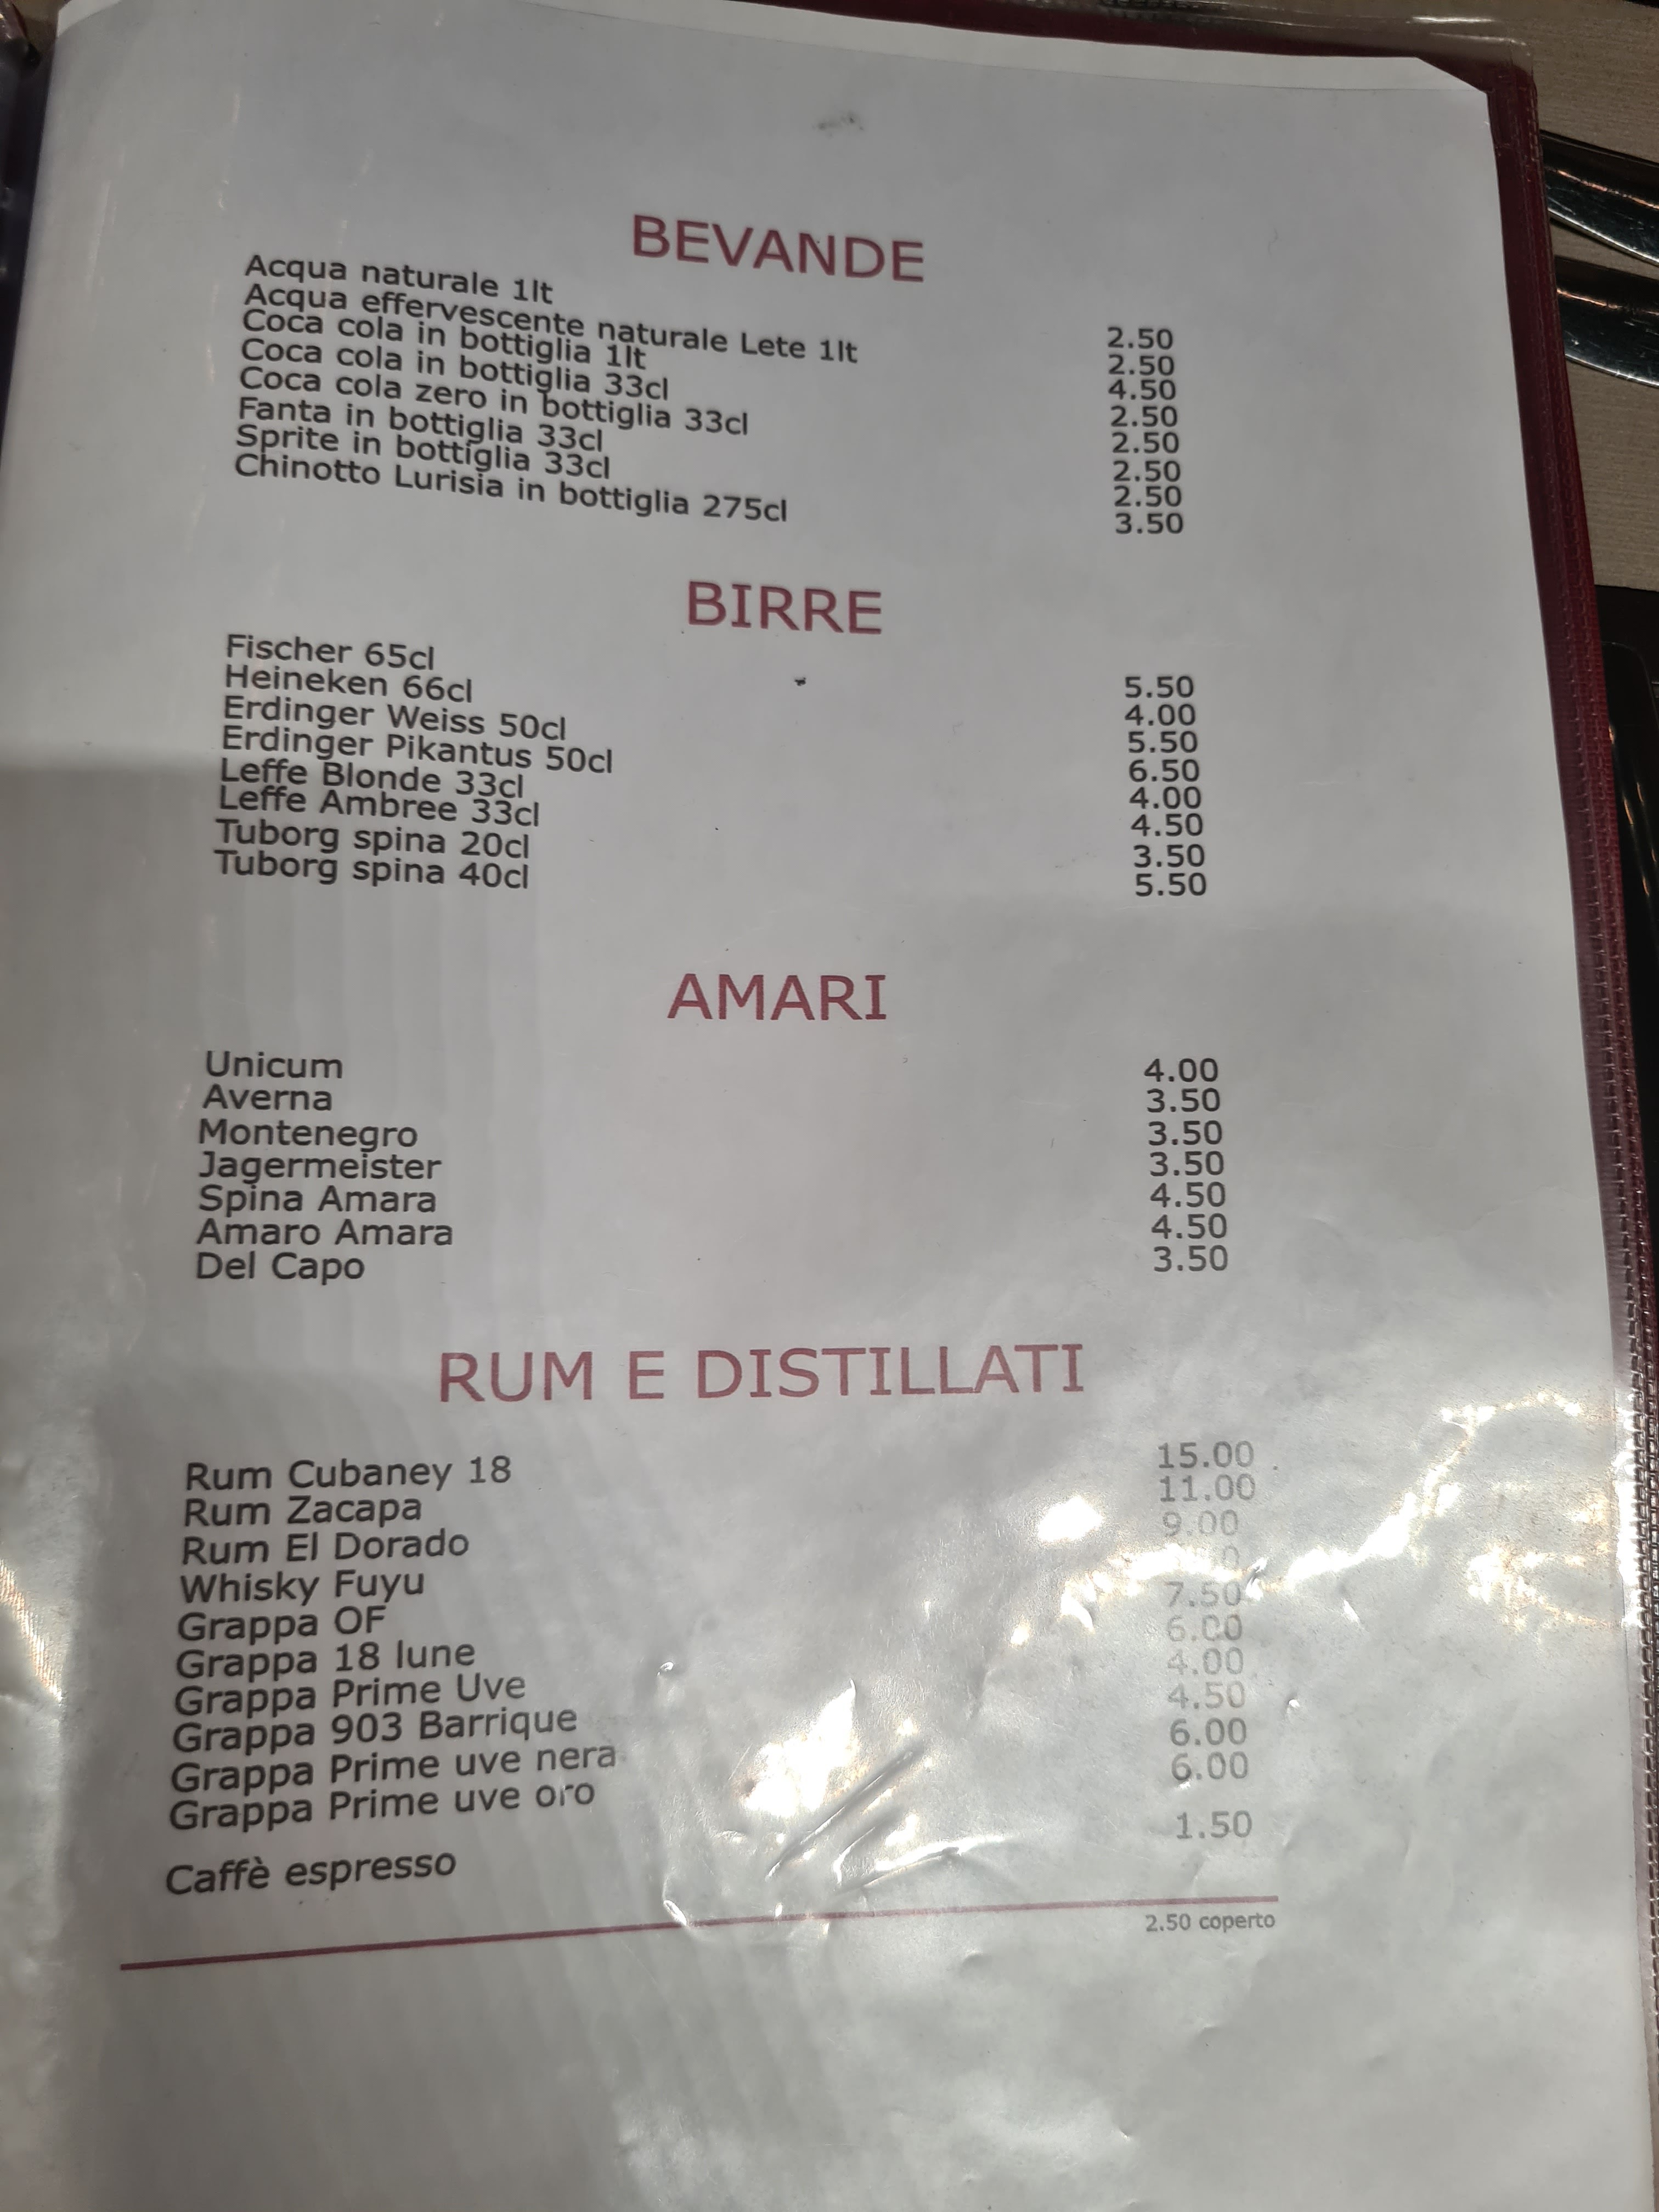 BEVANDE
Acqua naturale 1lt 2.50
Acqua effervescente naturale Lete 1lt 2.50
Coca cola in bottiglia 1lt 4.50
Coca cola in bottiglia 33cl 2.50
Coca cola zero in bottiglia 33cl 2.50
Fanta in bottiglia 33cl 2.50
Sprite in bottiglia 33cl 2.50
Chinotto Lurisia in bottiglia 275cl 3.50
BIRRE
Fischer 65cl 5.50
Heineken 66cl 4.00
Erdinger Weiss 50cl 5.50
Erdinger Pikantus 50cl 6.50
Leffe Blonde 33cl 4.00
Leffe Ambree 33cl 4.50
Tuborg spina 20cl 3.50
Tuborg spina 40cl 5.50
AMARI
Unicum 4.00
Averna 3.50
Montenegro 3.50
Jagermeister 3.50
Spina Amara 4.50
Amaro Amara 4.50
Del Capo 3.50
RUM E DISTILLATI
Rum Cubaney 18 15.00
Rum Zacapa 11.00
Rum El Dorado 9.00
Whisky Fuyu
Grappa OF 7.50
Grappa 18 lune 6.00
Grappa Prime Uve 4.00
Grappa 903 Barrique 4.50
Grappa Prime uve nera 6.00
Grappa Prime uve oro 6.00
Caffè espresso 1.50
2.50 coperto